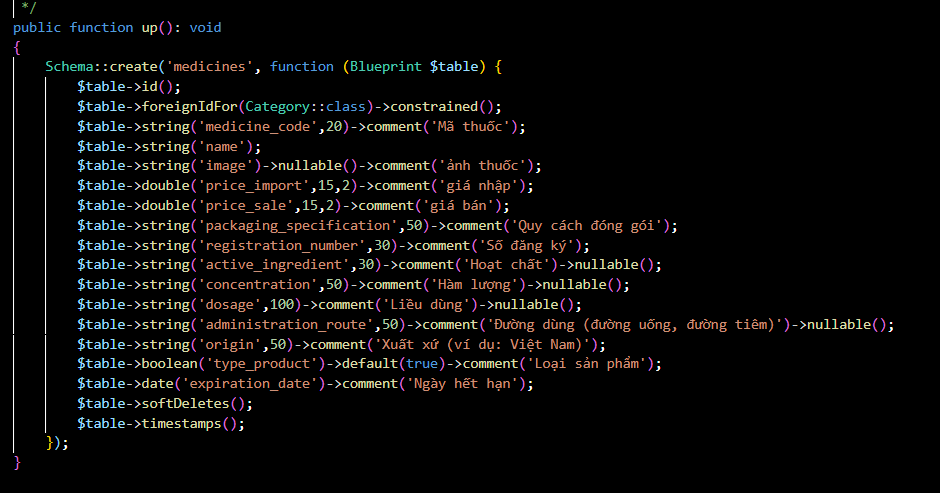 */
public function up(): void
{
Schema::create('medicines', function (Blueprint $table) {
$table->id();
$table->foreignIdFor(Category::class)->constrained();
$table->string('medicine_code',20)->comment('Mã thuốc');
$table->string('name');
$table->string('image')->nullable()->comment('ảnh thuốc');
$table->double('price_import',15,2)->comment('giá nhập');
$table->double('price_sale',15,2)->comment('giá bán');
$table->string('packaging_specification',50)->comment('Quy cách đóng gói');
$table->string('registration_number',30)->comment('Số đăng ký');
$table->string('active_ingredient',30)->comment('Hoạt chất')->nullable();
$table->string('concentration',50)->comment('Hàm lượng')->nullable();
$table->string('dosage',100)->comment('Liều dùng')->nullable();
$table->string('administration_route',50)->comment('Đường dùng (đường uống, đường tiêm)')->nullable();
$table->string('origin',50)->comment('Xuất xứ (ví dụ: Việt Nam)');
$table->boolean('type_product')->default(true)->comment('Loại sản phẩm');
$table->date('expiration_date')->comment('Ngày hết hạn');
$table->softDeletes();
$table->timestamps();
});
}